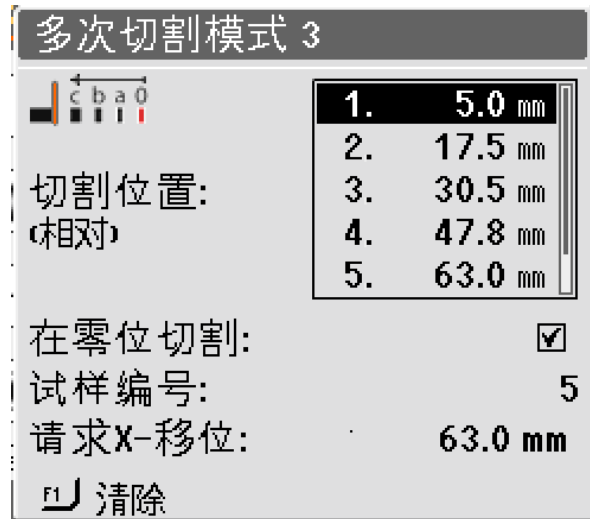 多次切割模式 3
c b a 0
1. 5.0 mm
2. 17.5 mm
3. 30.5 mm
4. 47.8 mm
5. 63.0 mm
切割位置:
(相对)
在零位切割:
试样编号: 5
请求X-移位: 63.0 mm
F1 清除